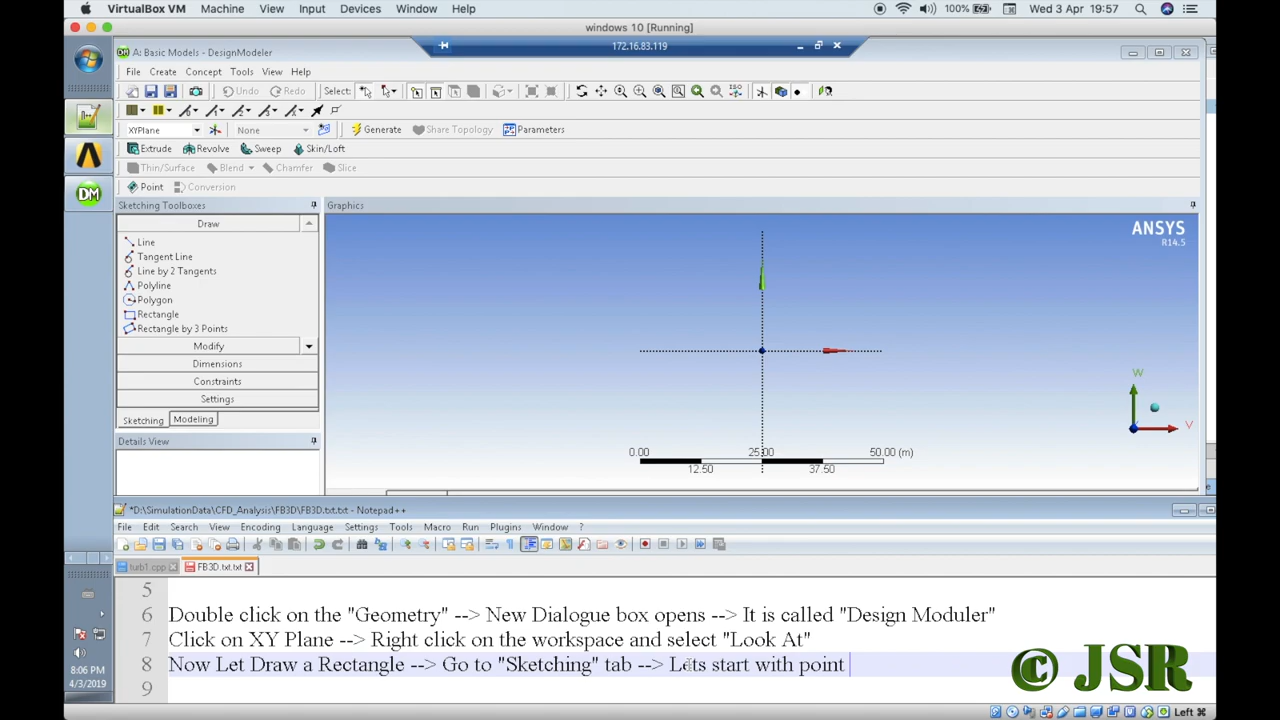 VirtualBox VM Machine View Input Devices Window Help 100% Wed 3 Apr 19:57
windows 10 [Running]
172.16.83.119
A: Basic Models - DesignModeler
File Create Concept Tools View Help
Undo Redo Select:
XYPlane None Generate Share Topology Parameters
Extrude Revolve Sweep Skin/Loft
Thin/Surface Blend Chamfer Slice
Point Conversion
Sketching Toolboxes Graphics
Draw
ANSYS
R14.5
Line
Tangent Line
Line by 2 Tangents
Polyline
Polygon
Rectangle
Rectangle by 3 Points
Modify
Dimensions
Constraints
Settings
Sketching Modeling
Details View
W
V
0.00 25.00 50.00 (m)
12.50 37.50
*D:\SimulationData\CFD_Analysis\FB3D\FB3D.txt.txt - Notepad++
File Edit Search View Encoding Language Settings Tools Macro Run Plugins Window ?
turb1.cpp FB3D.txt.txt
5
6 Double click on the "Geometry" --> New Dialogue box opens --> It is called "Design Moduler"
7 Click on XY Plane --> Right click on the workspace and select "Look At"
8 Now Let Draw a Rectangle --> Go to "Sketching" tab --> Lets start with point
9
8:06 PM
4/3/2019
© JSR
Left ⌘